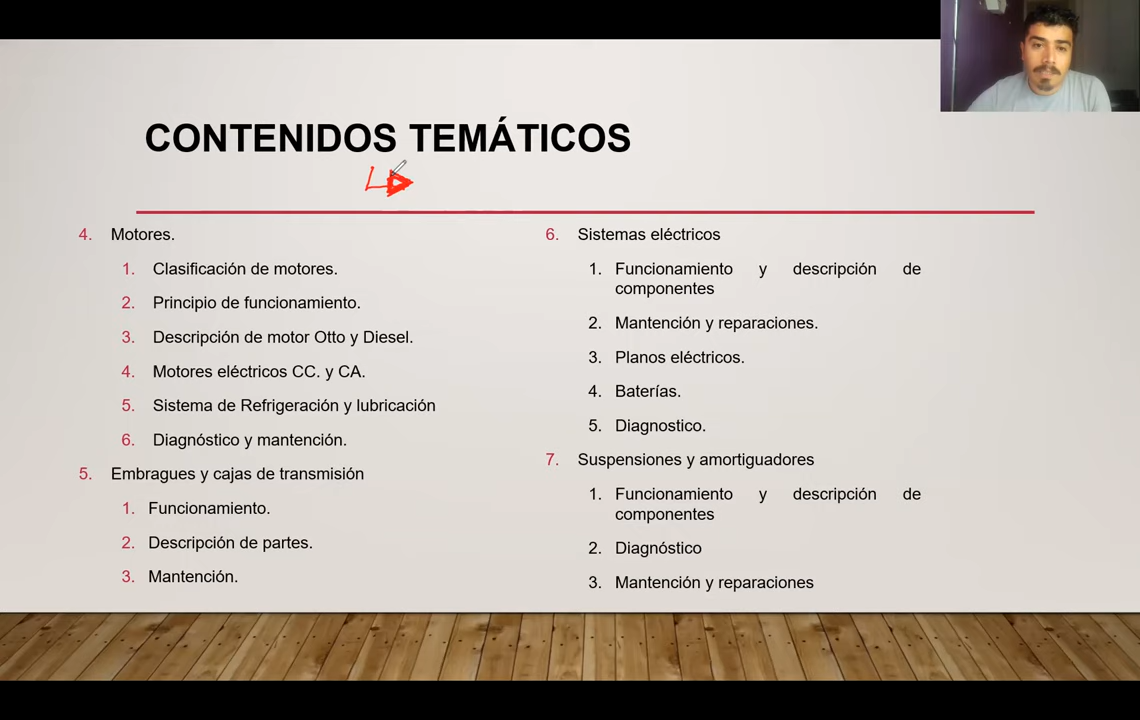 CONTENIDOS TEMÁTICOS
4. Motores.
1. Clasificación de motores.
2. Principio de funcionamiento.
3. Descripción de motor Otto y Diesel.
4. Motores eléctricos CC. y CA.
5. Sistema de Refrigeración y lubricación
6. Diagnóstico y mantención.
5. Embragues y cajas de transmisión
1. Funcionamiento.
2. Descripción de partes.
3. Mantención.
6. Sistemas eléctricos
1. Funcionamiento y descripción de
componentes
2. Mantención y reparaciones.
3. Planos eléctricos.
4. Baterías.
5. Diagnostico.
7. Suspensiones y amortiguadores
1. Funcionamiento y descripción de
componentes
2. Diagnóstico
3. Mantención y reparaciones